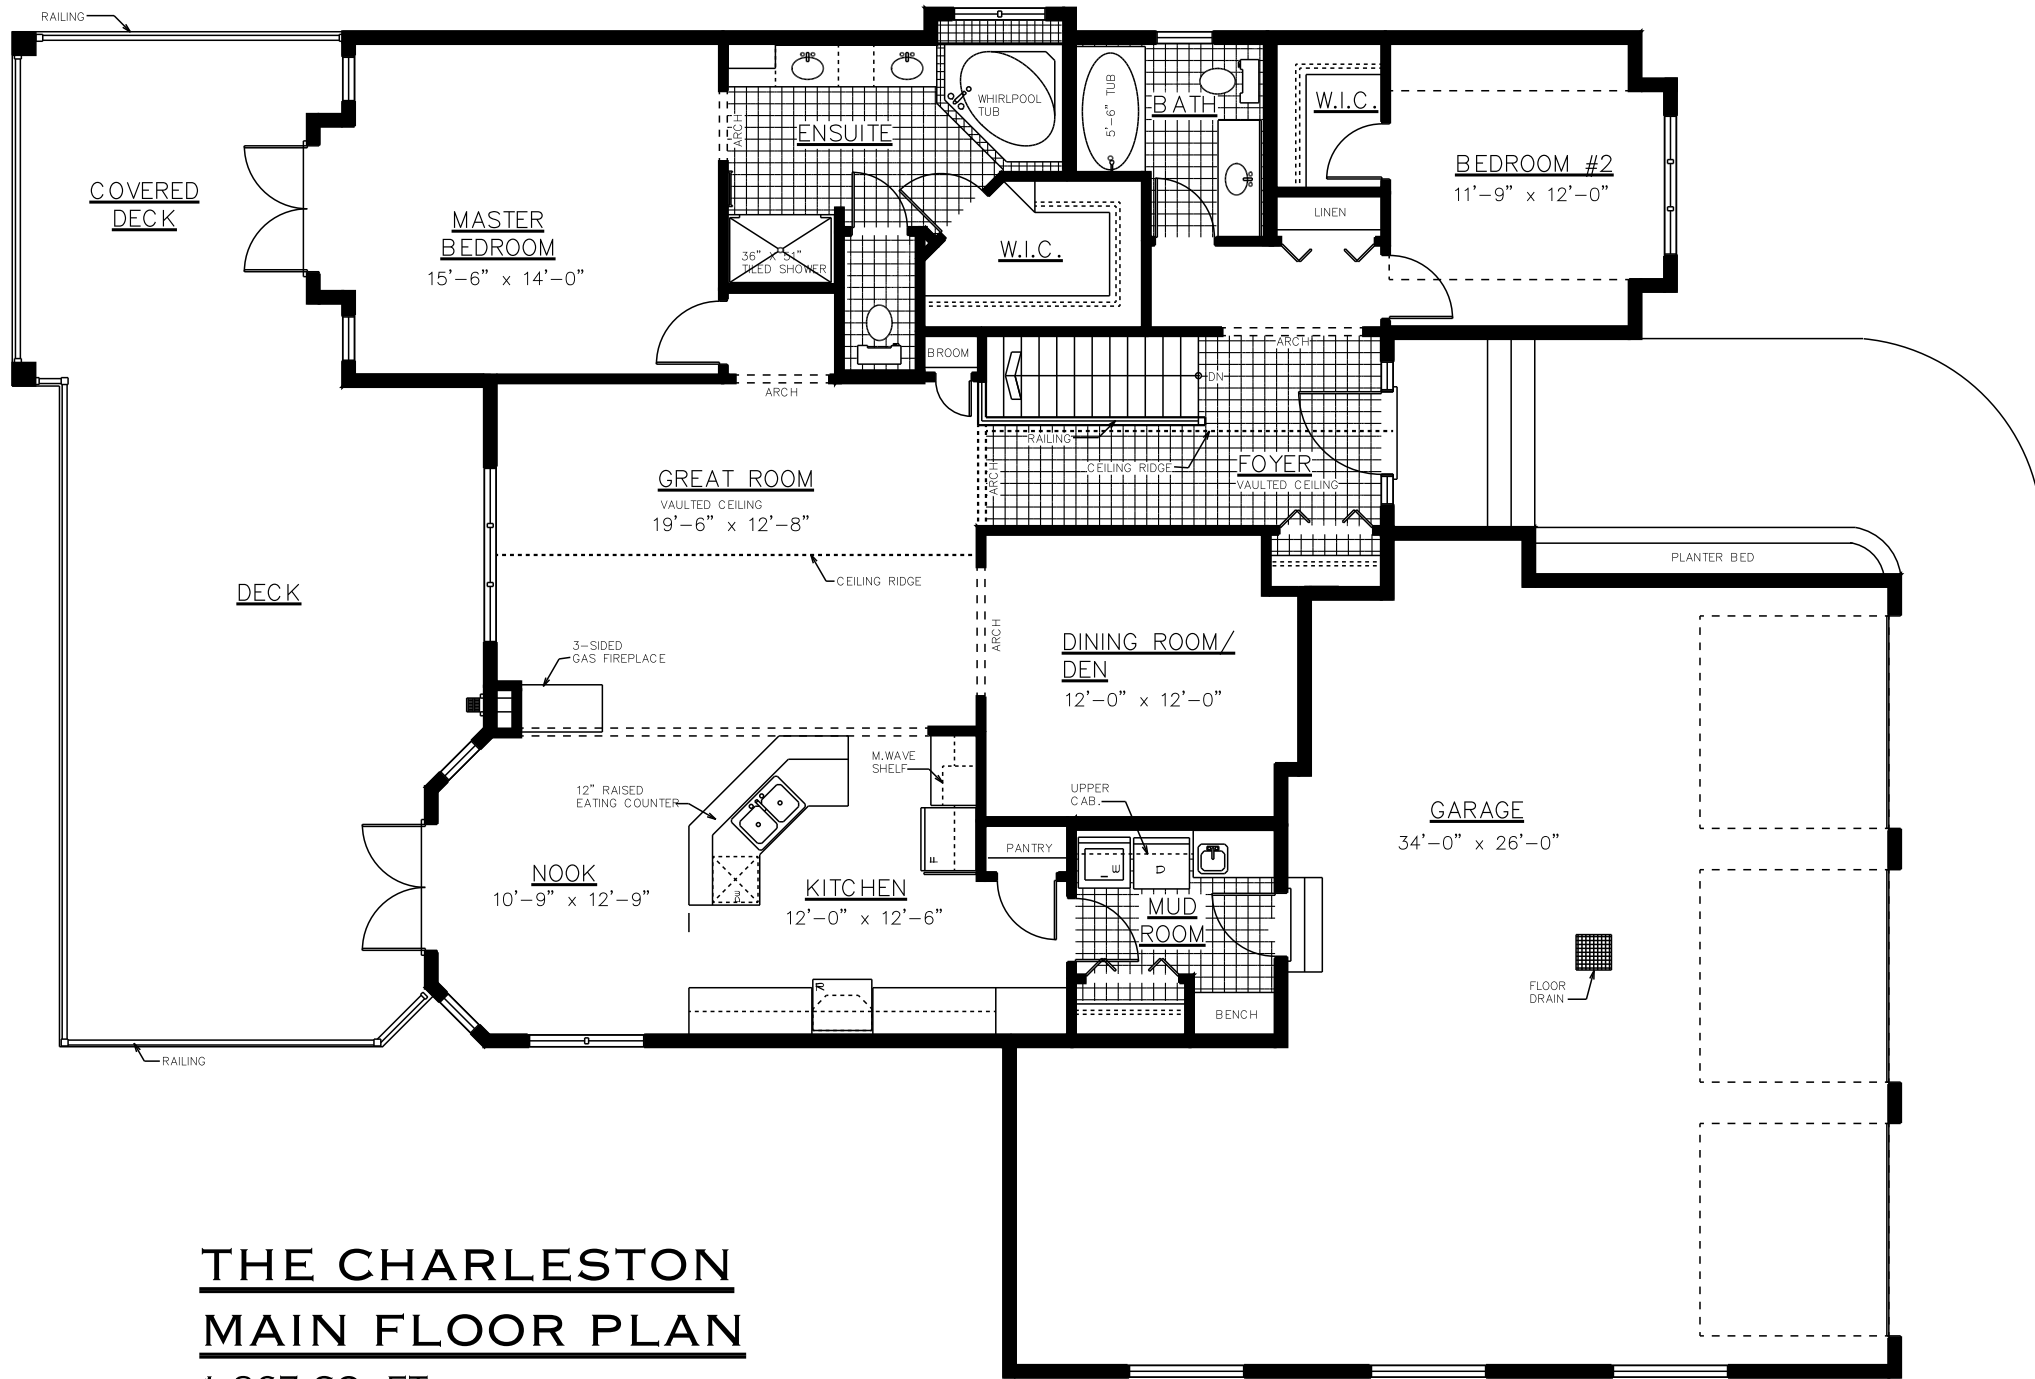 RAILING
COVERED
DECK
MASTER
BEDROOM
15'-6" x 14'-0"
ARCH
ENSUITE
WHIRLPOOL
TUB
36" x 51"
TILED SHOWER
W.I.C.
5'-6" TUB
BATH
W.I.C.
LINEN
BEDROOM #2
11'-9" x 12'-0"
BROOM
ARCH
ARCH
DN
RAILING
CEILING RIDGE
ARCH
FOYER
VAULTED CEILING
GREAT ROOM
VAULTED CEILING
19'-6" x 12'-8"
CEILING RIDGE
PLANTER BED
DECK
3-SIDED
GAS FIREPLACE
ARCH
DINING ROOM/
DEN
12'-0" x 12'-0"
M.WAVE
SHELF
12" RAISED
EATING COUNTER
UPPER
CAB.
GARAGE
34'-0" x 26'-0"
F
PANTRY
W
D
NOOK
10'-9" x 12'-9"
KITCHEN
12'-0" x 12'-6"
MUD
ROOM
R
FLOOR
DRAIN
BENCH
RAILING
THE CHARLESTON
MAIN FLOOR PLAN